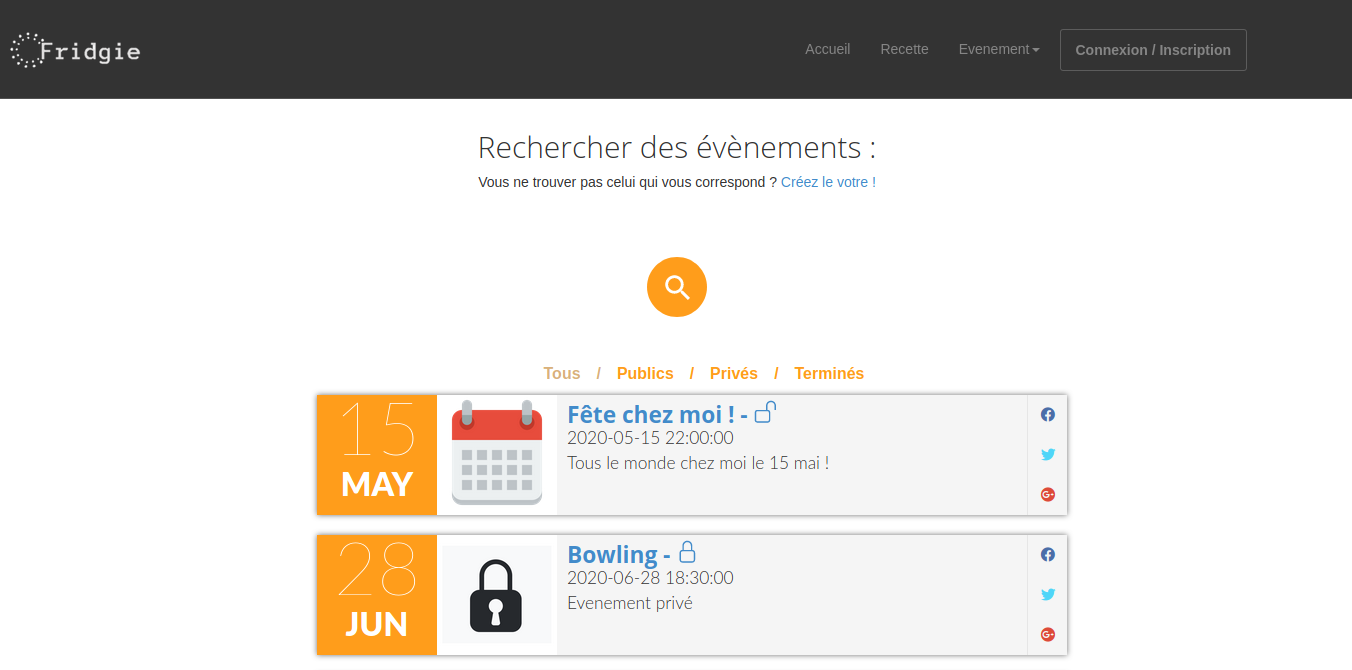 Fridgie
Accueil Recette Evenement Connexion / Inscription
Rechercher des évènements :
Vous ne trouver pas celui qui vous correspond ? Créez le votre !
Tous / Publics / Privés / Terminés
15
MAY
Fête chez moi ! -
2020-05-15 22:00:00
Tous le monde chez moi le 15 mai !
28
JUN
Bowling -
2020-06-28 18:30:00
Evenement privé